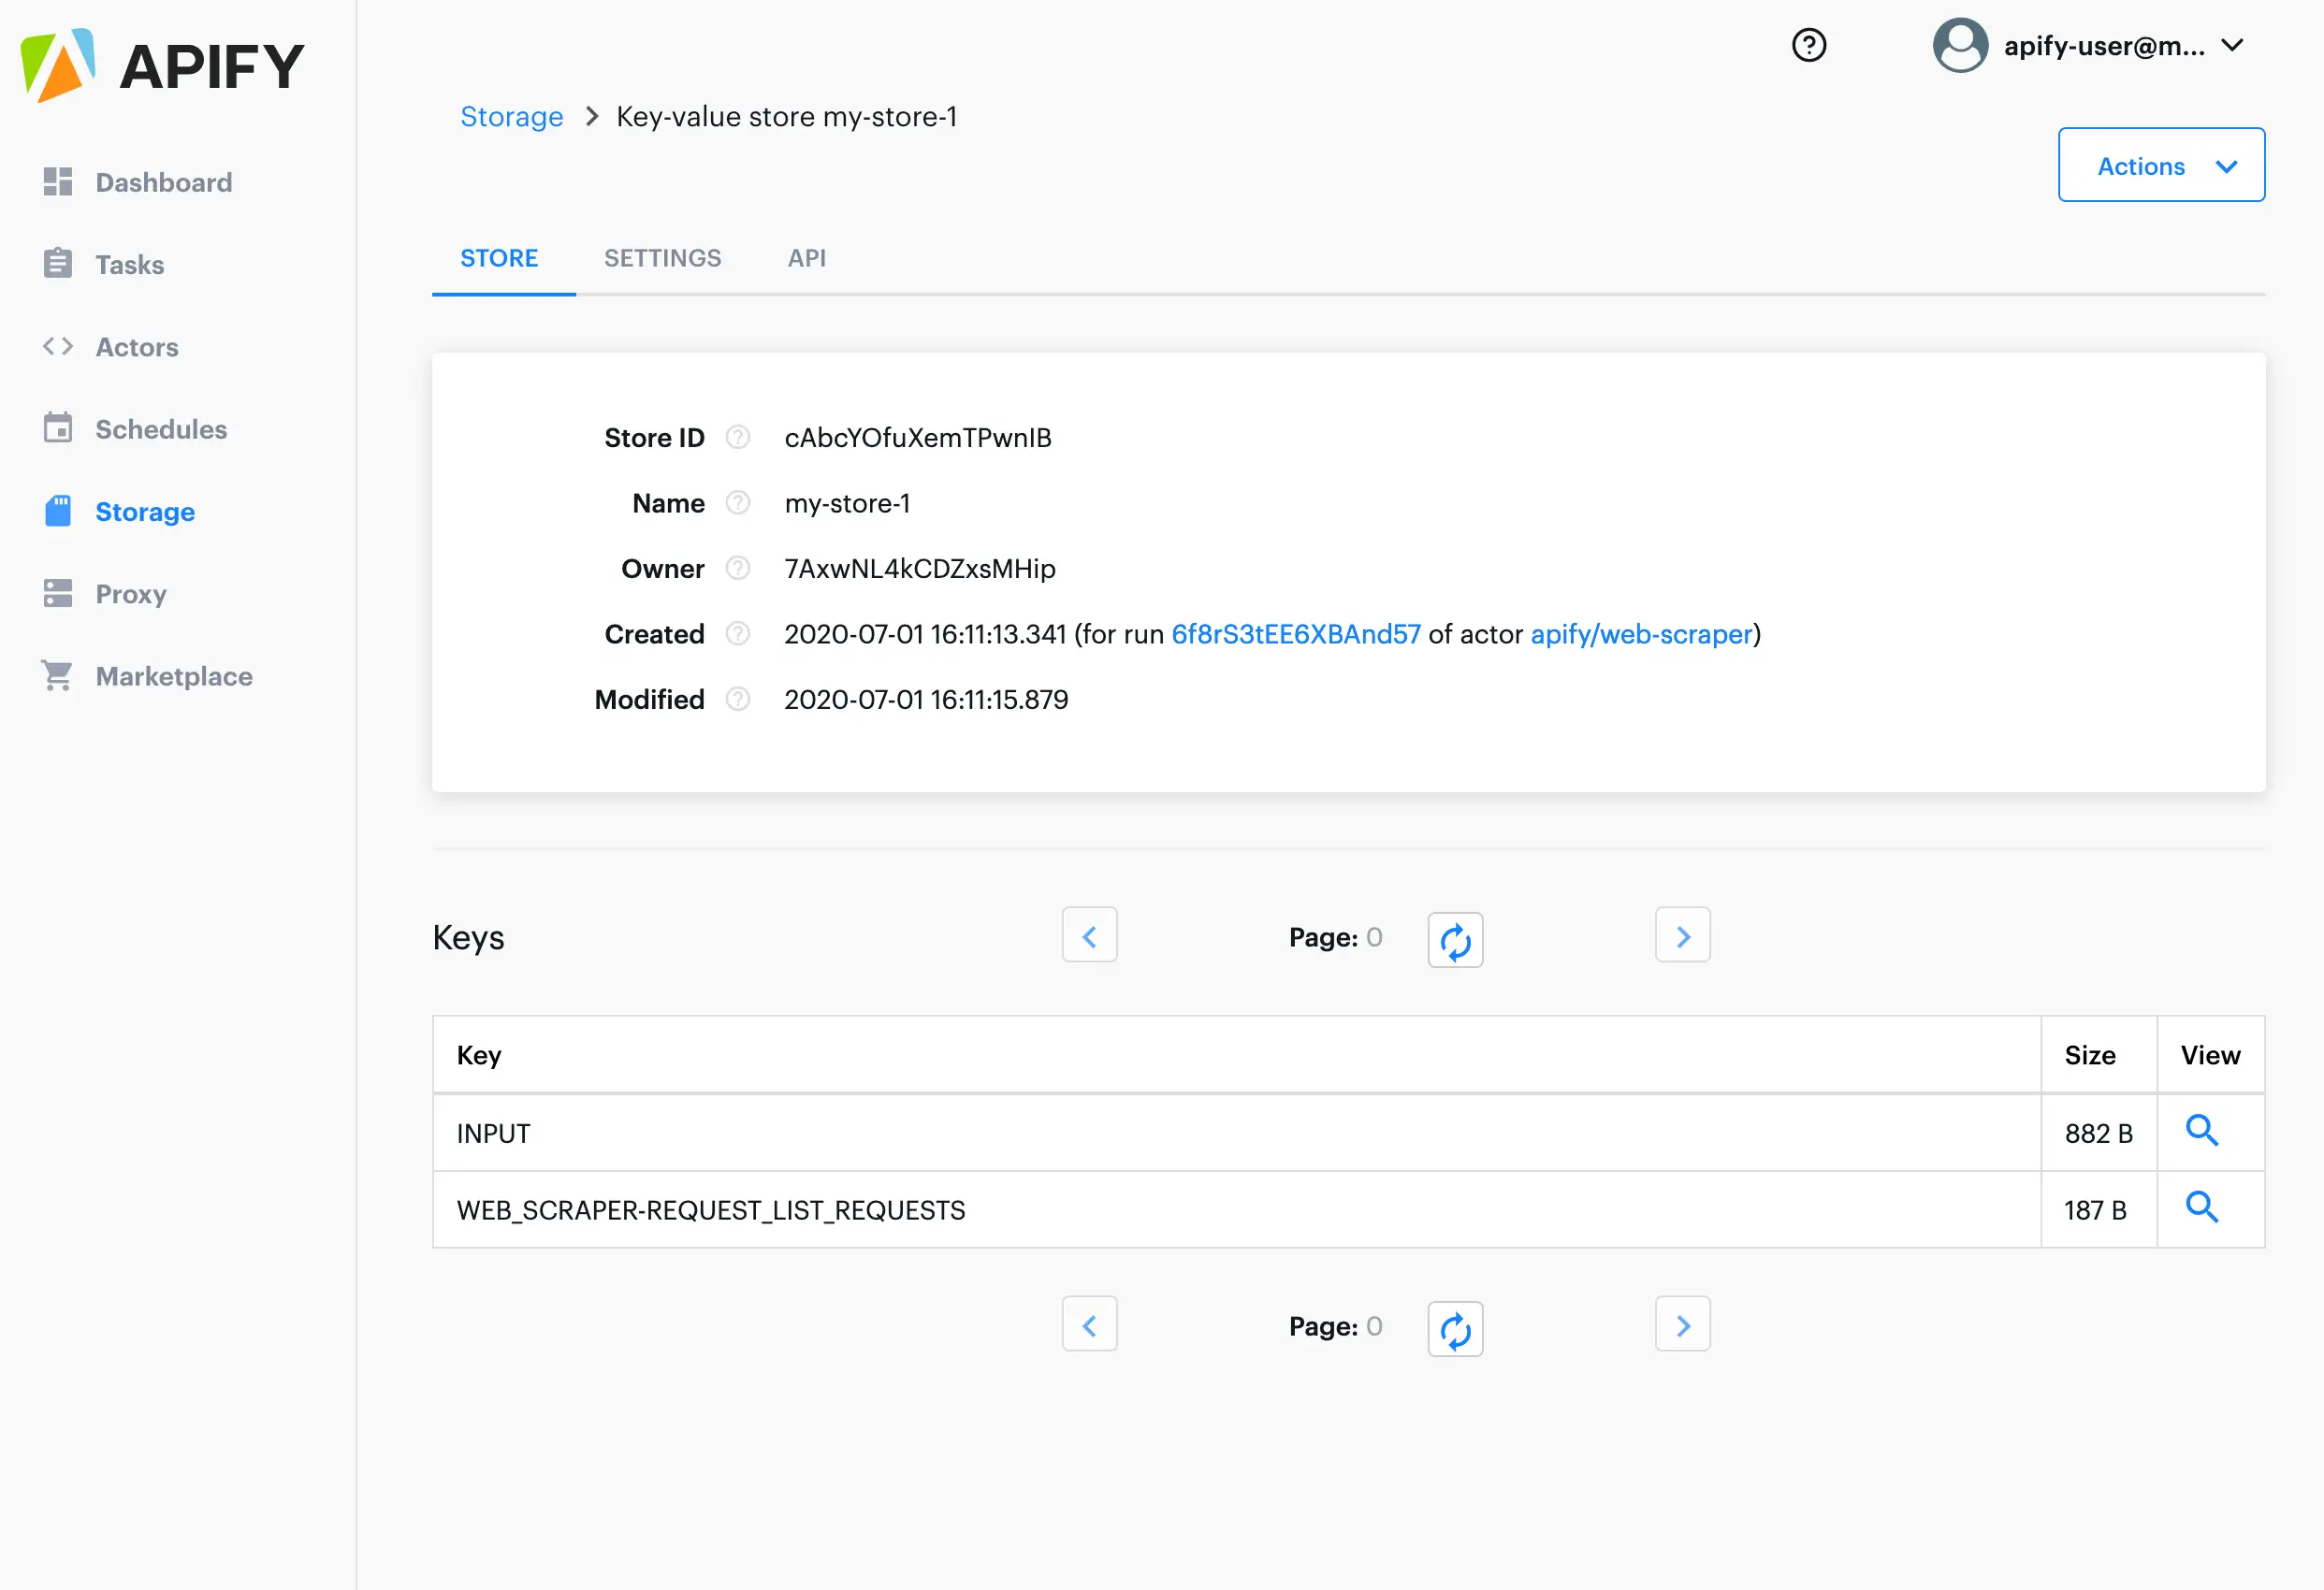 APIFY
apify-user@m...
Storage > Key-value store my-store-1
Actions
Dashboard
Tasks
Actors
Schedules
Storage
Proxy
Marketplace
STORE SETTINGS API
Store ID cAbcYOfuXemTPwnIB
Name my-store-1
Owner 7AxwNL4kCDZxsMHip
Created 2020-07-01 16:11:13.341 (for run 6f8rS3tEE6XBAnd57 of actor apify/web-scraper)
Modified 2020-07-01 16:11:15.879
Keys Page: 0
Key Size View
INPUT 882 B
WEB_SCRAPER-REQUEST_LIST_REQUESTS 187 B
Page: 0